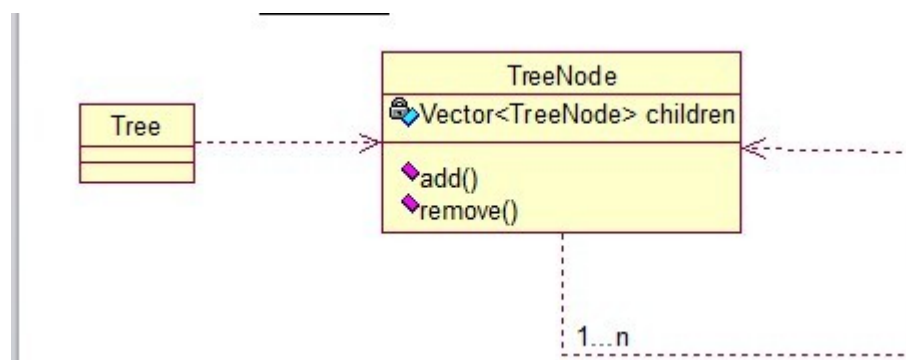 TreeNode
Tree
Vector<TreeNode> children
add()
remove()
1...n